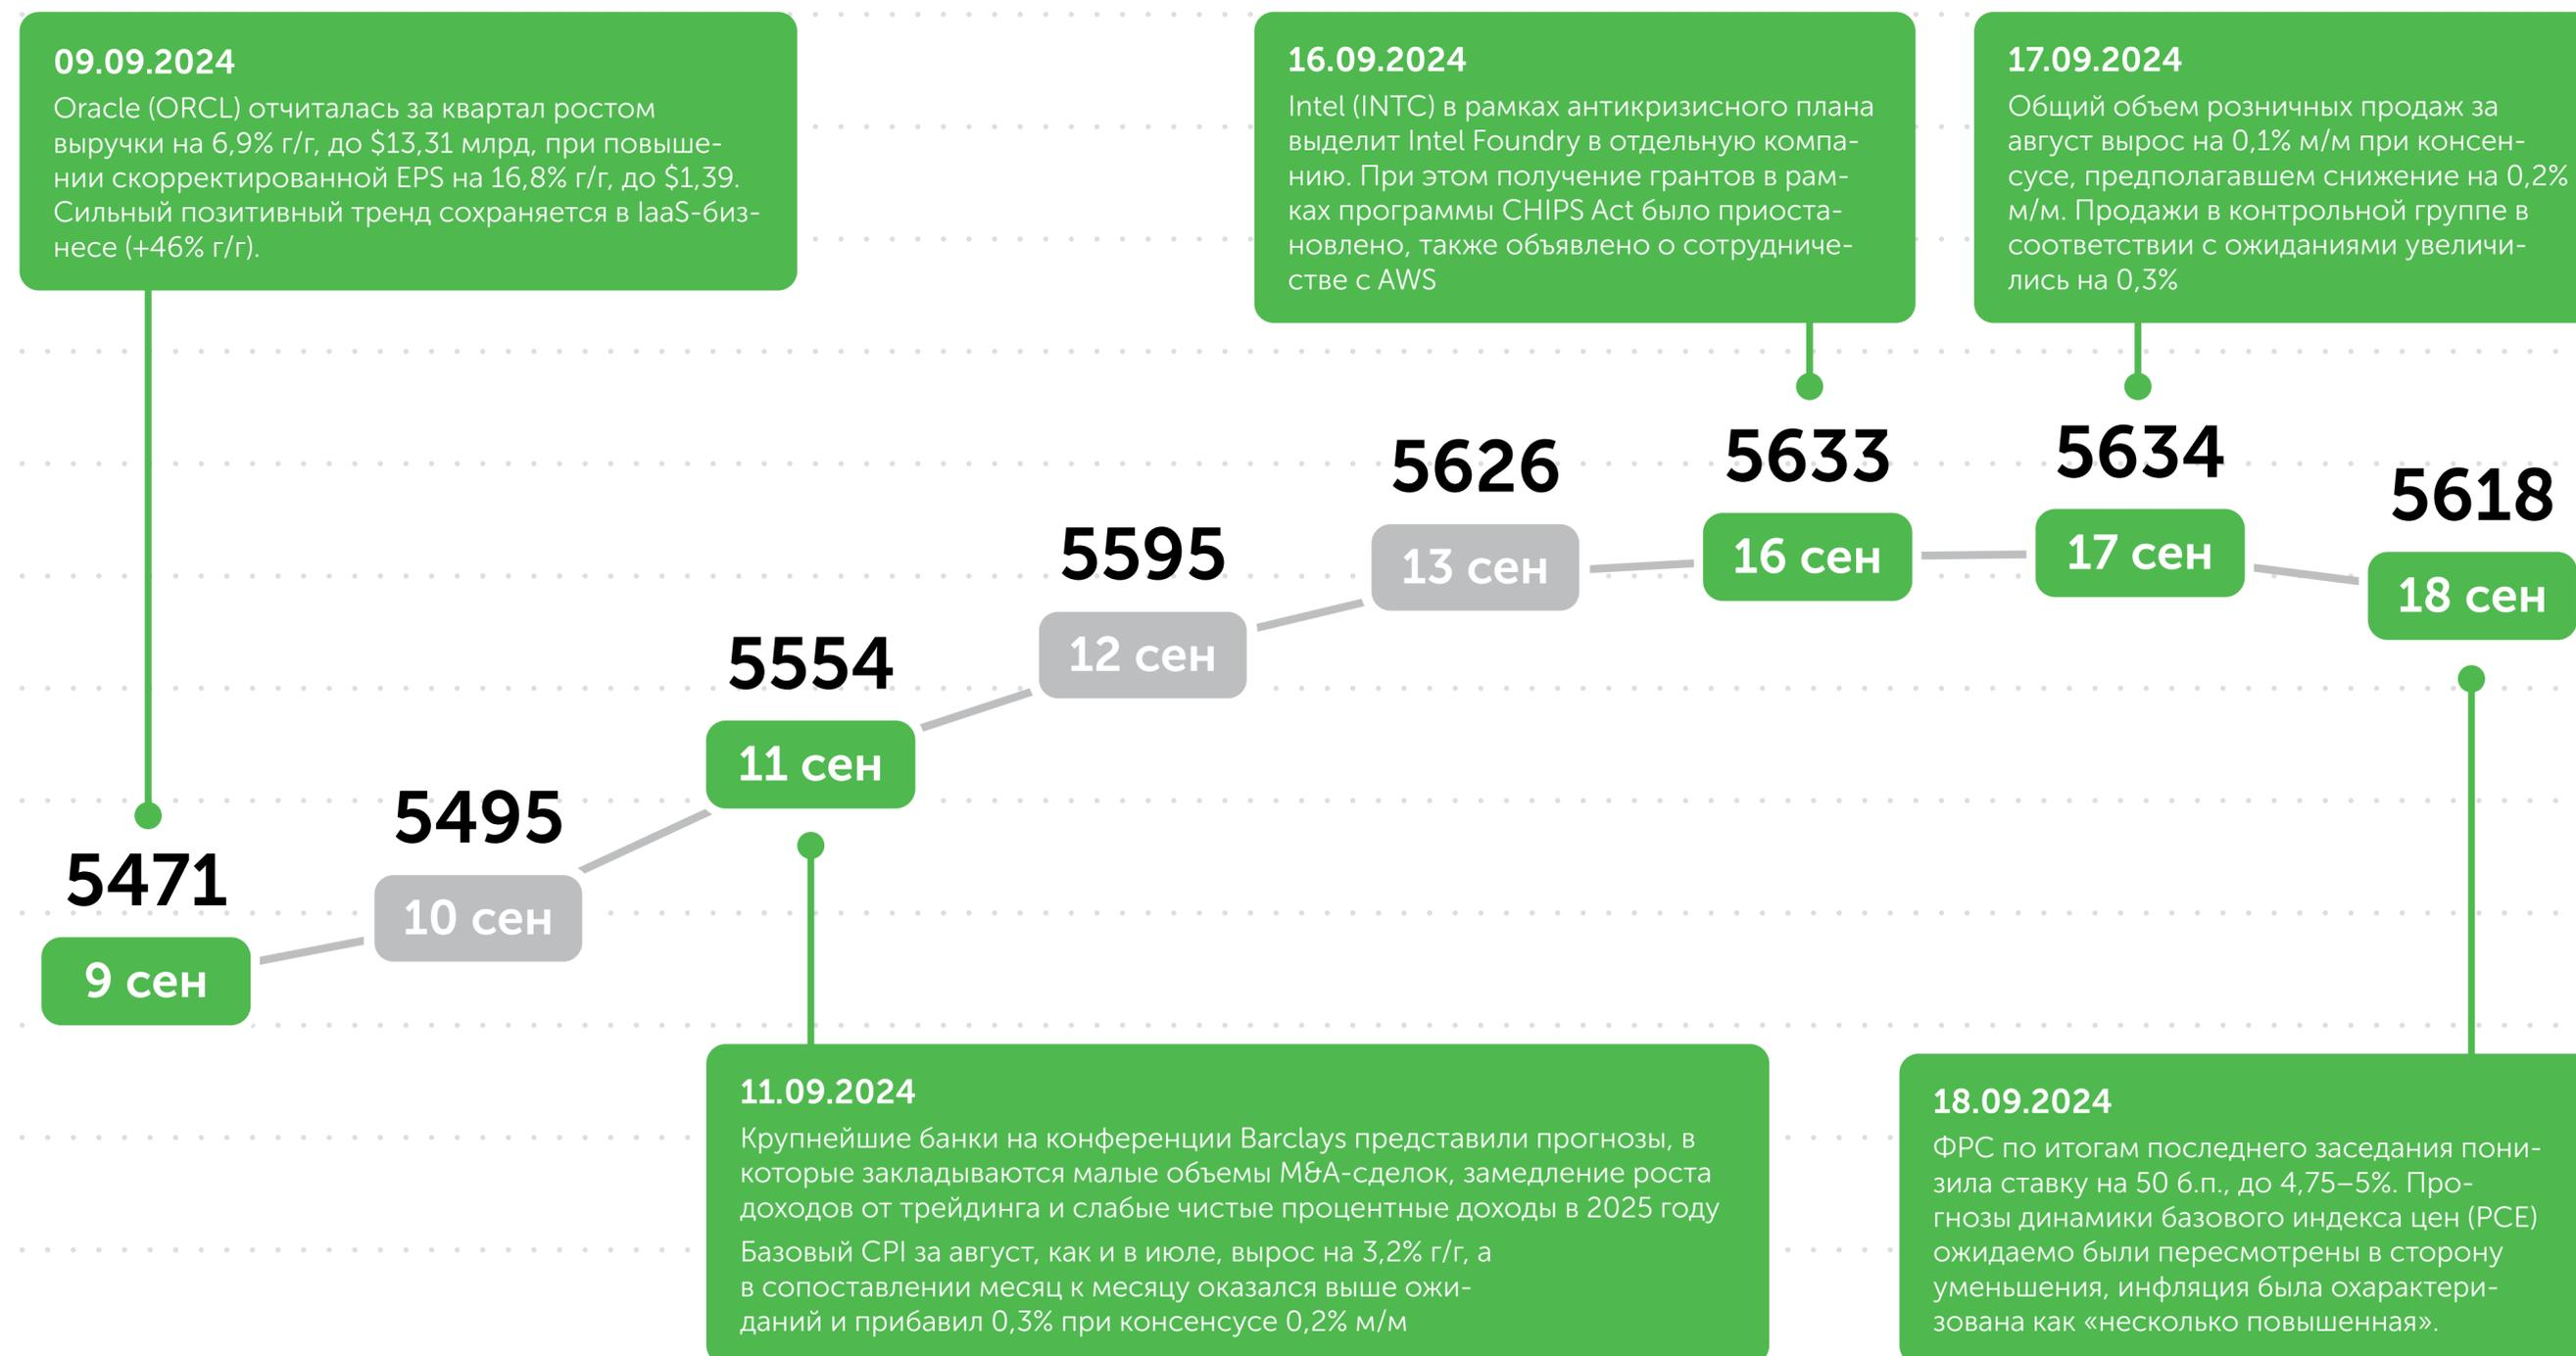 09.09.2024
Oracle (ORCL) отчиталась за квартал ростом
выручки на 6,9% г/г, до $13,31 млрд, при повыше-
нии скорректированной EPS на 16,8% г/г, до $1,39.
Сильный позитивный тренд сохраняется в IaaS-биз-
несе (+46% г/г).
16.09.2024
Intel (INTC) в рамках антикризисного плана
выделит Intel Foundry в отдельную компа-
нию. При этом получение грантов в рам-
ках программы CHIPS Act было приоста-
новлено, также объявлено о сотрудниче-
стве с AWS
17.09.2024
Общий объем розничных продаж за
август вырос на 0,1% м/м при консен-
сусе, предполагавшем снижение на 0,2%
м/м. Продажи в контрольной группе в
соответствии с ожиданиями увеличи-
лись на 0,3%
5471
9 сен
5495
10 сен
5554
11 сен
5595
12 сен
5626
13 сен
5633
16 сен
5634
17 сен
5618
18 сен
11.09.2024
Крупнейшие банки на конференции Barclays представили прогнозы, в
которые закладываются малые объемы M&A-сделок, замедление роста
доходов от трейдинга и слабые чистые процентные доходы в 2025 году
Базовый CPI за август, как и в июле, вырос на 3,2% г/г, а
в сопоставлении месяц к месяцу оказался выше ожи-
даний и прибавил 0,3% при консенсусе 0,2% м/м
18.09.2024
ФРС по итогам последнего заседания пони-
зила ставку на 50 б.п., до 4,75–5%. Про-
гнозы динамики базового индекса цен (PCE)
ожидаемо были пересмотрены в сторону
уменьшения, инфляция была охарактери-
зована как «несколько повышенная».